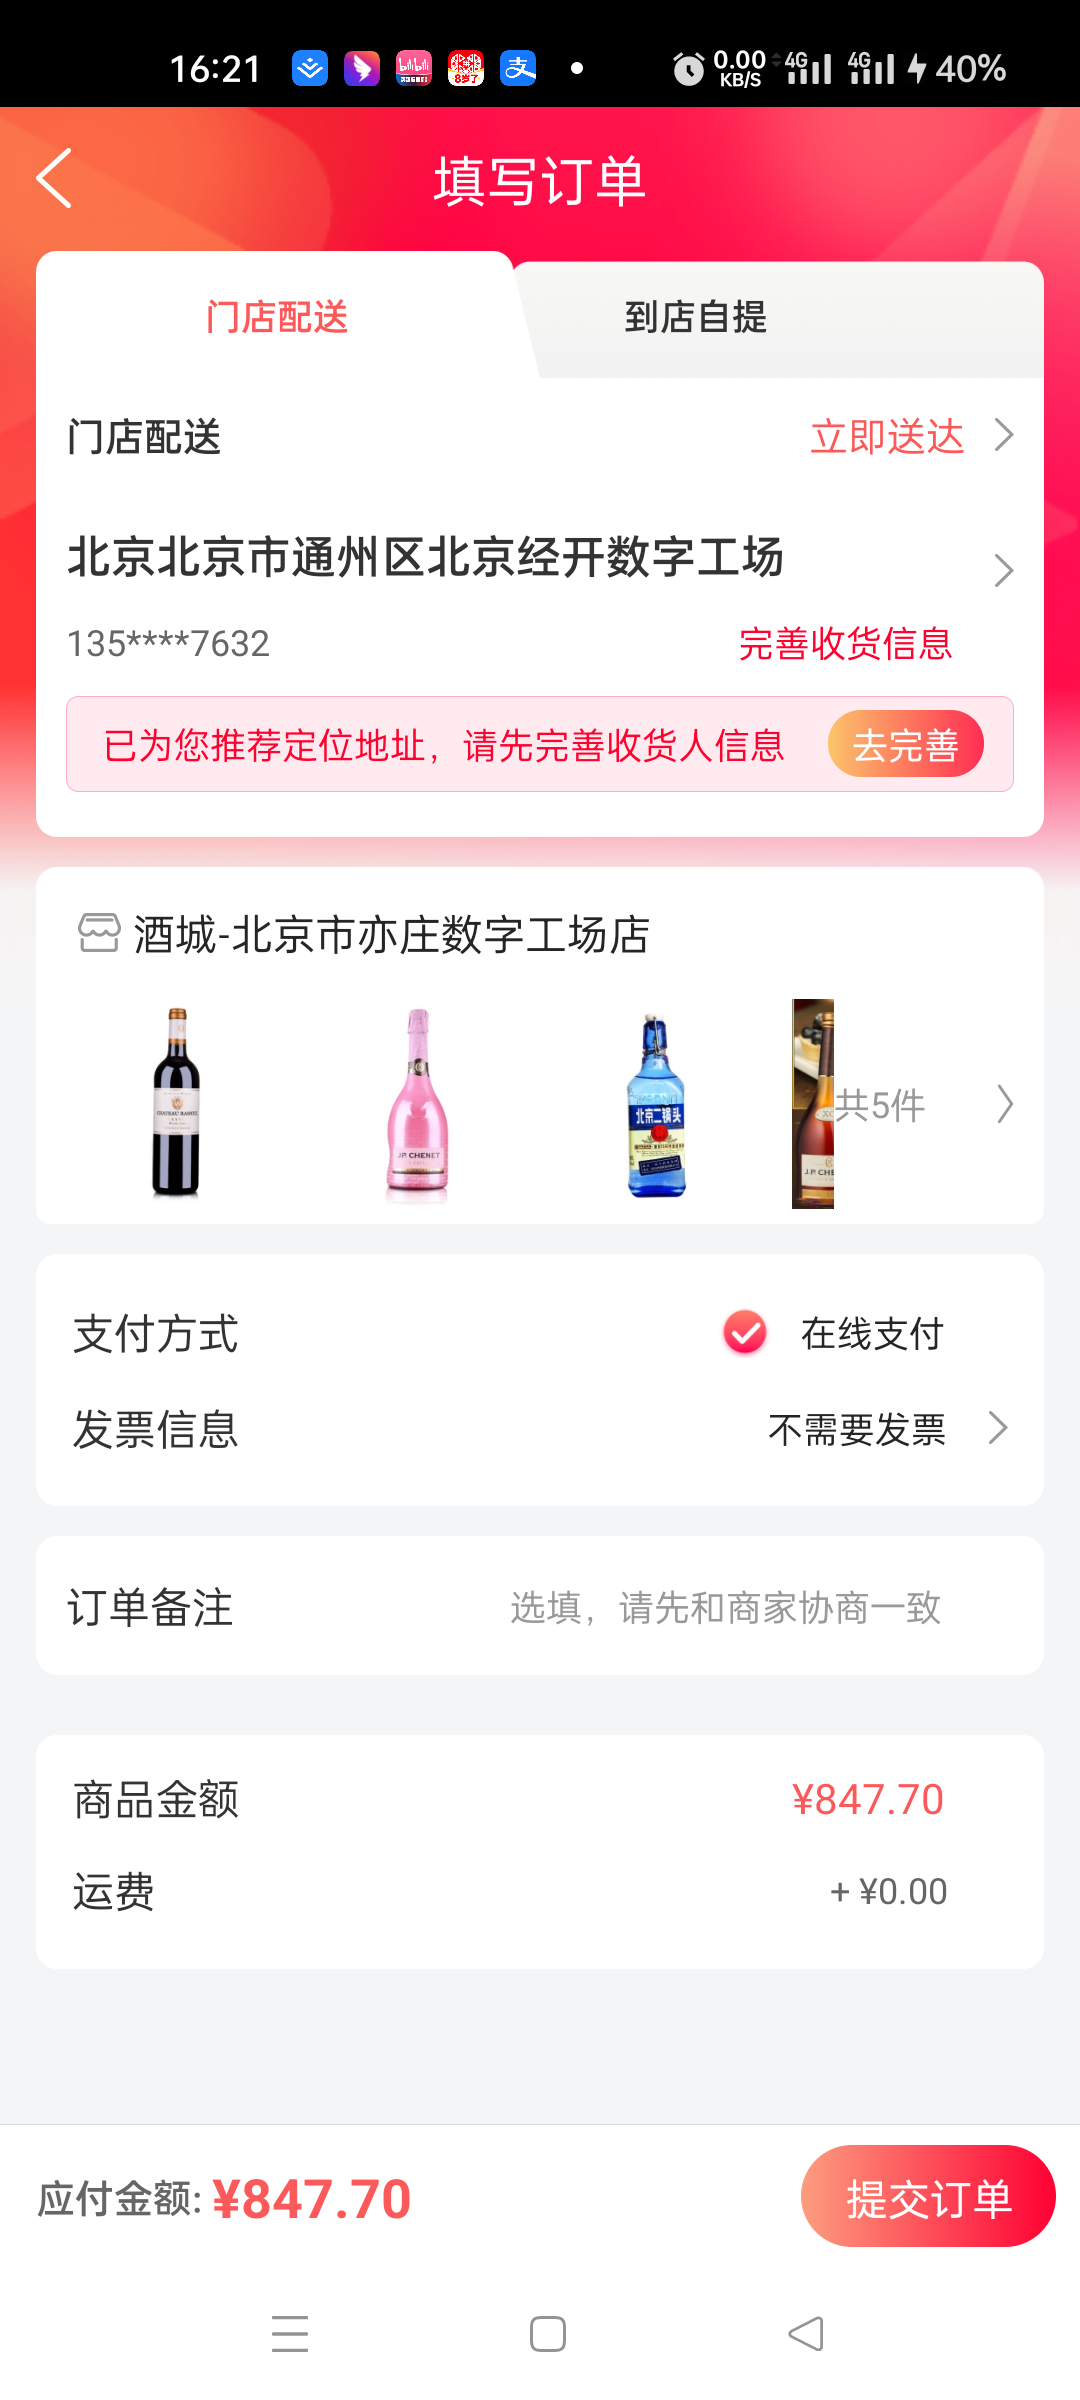 16:21
0.00
KB/S
4G
4G
40%
填写订单
门店配送
到店自提
门店配送
立即送达
北京北京市通州区北京经开数字工场
135****7632
完善收货信息
已为您推荐定位地址，请先完善收货人信息
去完善
酒城-北京市亦庄数字工场店
J.P. CHENET
北京二锅头
XO
J.P. CHE
共5件
支付方式
在线支付
发票信息
不需要发票
订单备注
选填，请先和商家协商一致
商品金额
¥847.70
运费
+ ¥0.00
应付金额: ¥847.70
提交订单